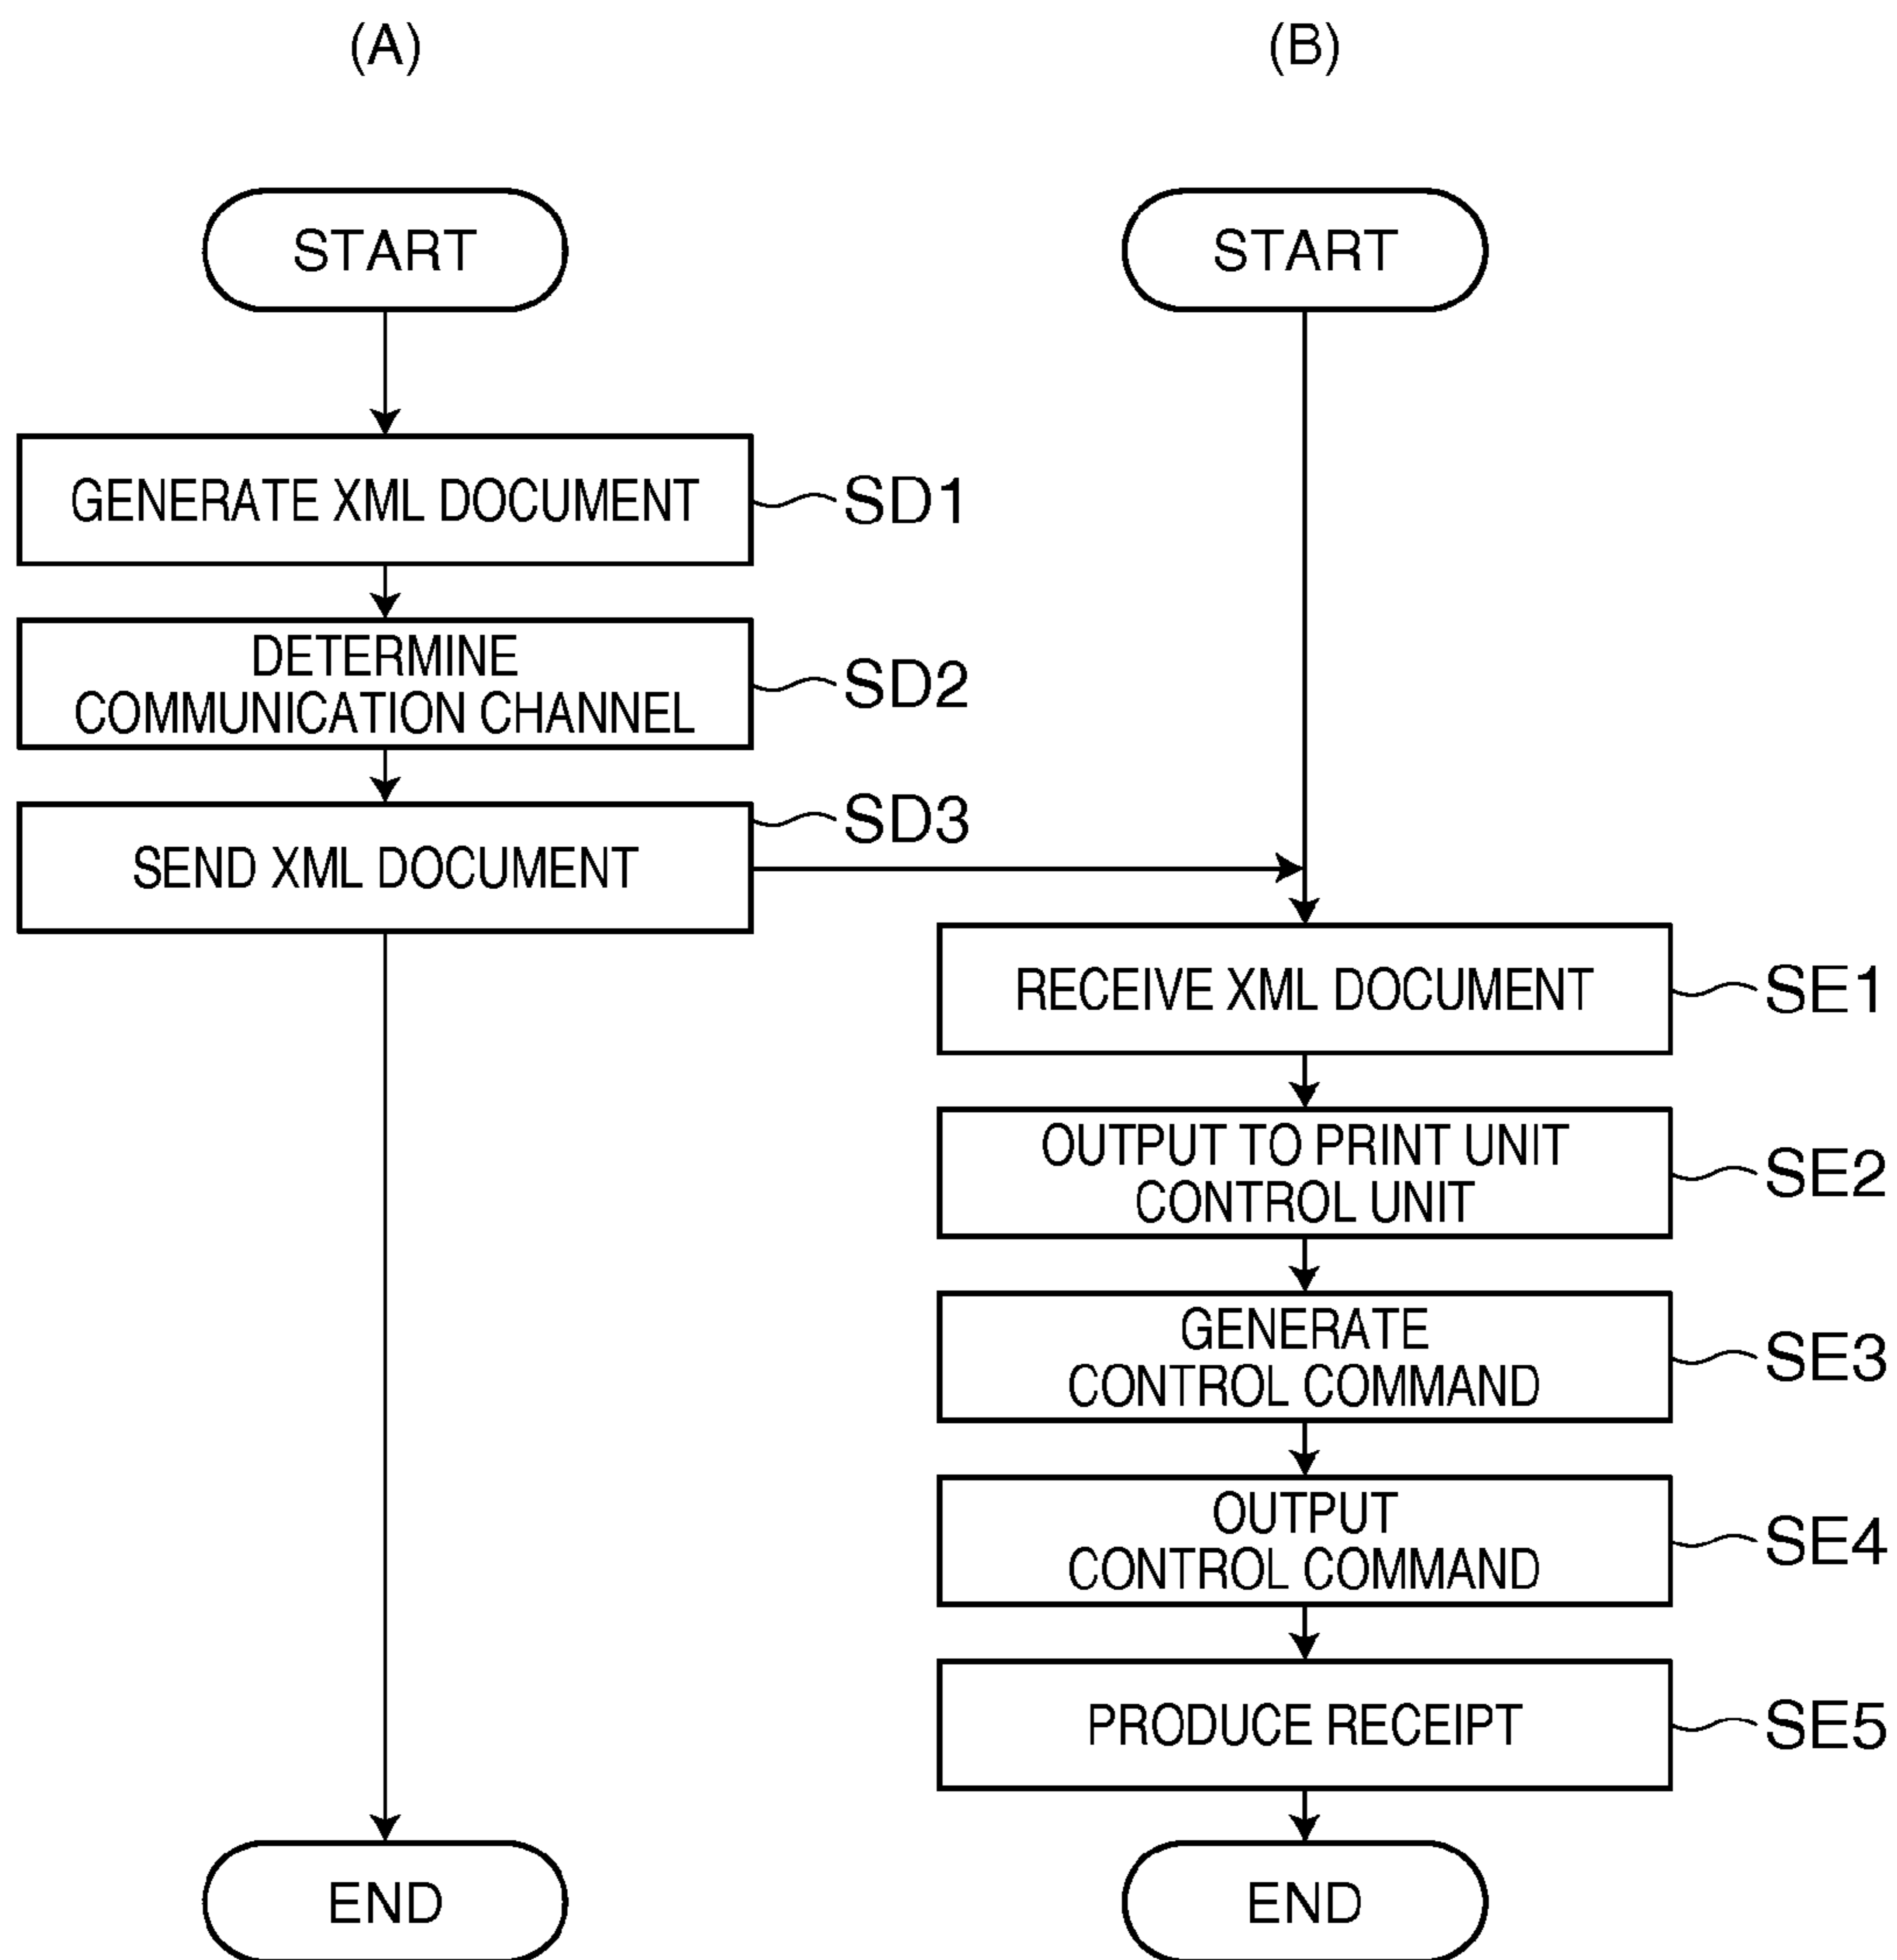 (A)
START
GENERATE XML DOCUMENT
SD1
DETERMINE
COMMUNICATION CHANNEL
SD2
SEND XML DOCUMENT
SD3
END
(B)
START
RECEIVE XML DOCUMENT
SE1
OUTPUT TO PRINT UNIT
CONTROL UNIT
SE2
GENERATE
CONTROL COMMAND
SE3
OUTPUT
CONTROL COMMAND
SE4
PRODUCE RECEIPT
SE5
END